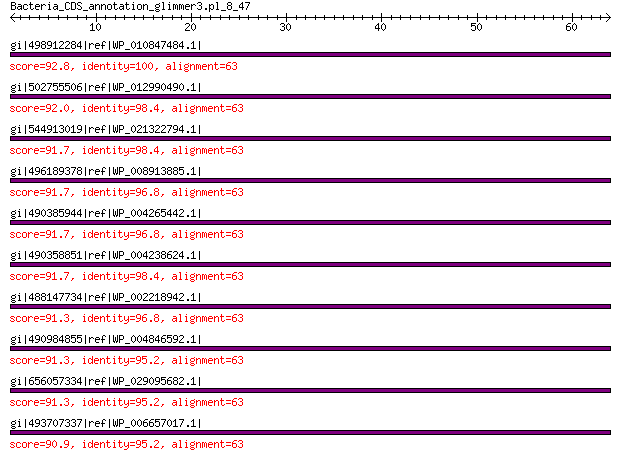 Bacteria_CDS_annotation_glimmer3.pl_8_47
10 20 30 40 50 60
gi|498912284|ref|WP_010847484.1|
score=92.8, identity=100, alignment=63
gi|502755506|ref|WP_012990490.1|
score=92.0, identity=98.4, alignment=63
gi|544913019|ref|WP_021322794.1|
score=91.7, identity=98.4, alignment=63
gi|496189378|ref|WP_008913885.1|
score=91.7, identity=96.8, alignment=63
gi|490385944|ref|WP_004265442.1|
score=91.7, identity=96.8, alignment=63
gi|490358851|ref|WP_004238624.1|
score=91.7, identity=98.4, alignment=63
gi|488147734|ref|WP_002218942.1|
score=91.3, identity=96.8, alignment=63
gi|490984855|ref|WP_004846592.1|
score=91.3, identity=95.2, alignment=63
gi|656057334|ref|WP_029095682.1|
score=91.3, identity=95.2, alignment=63
gi|493707337|ref|WP_006657017.1|
score=90.9, identity=95.2, alignment=63